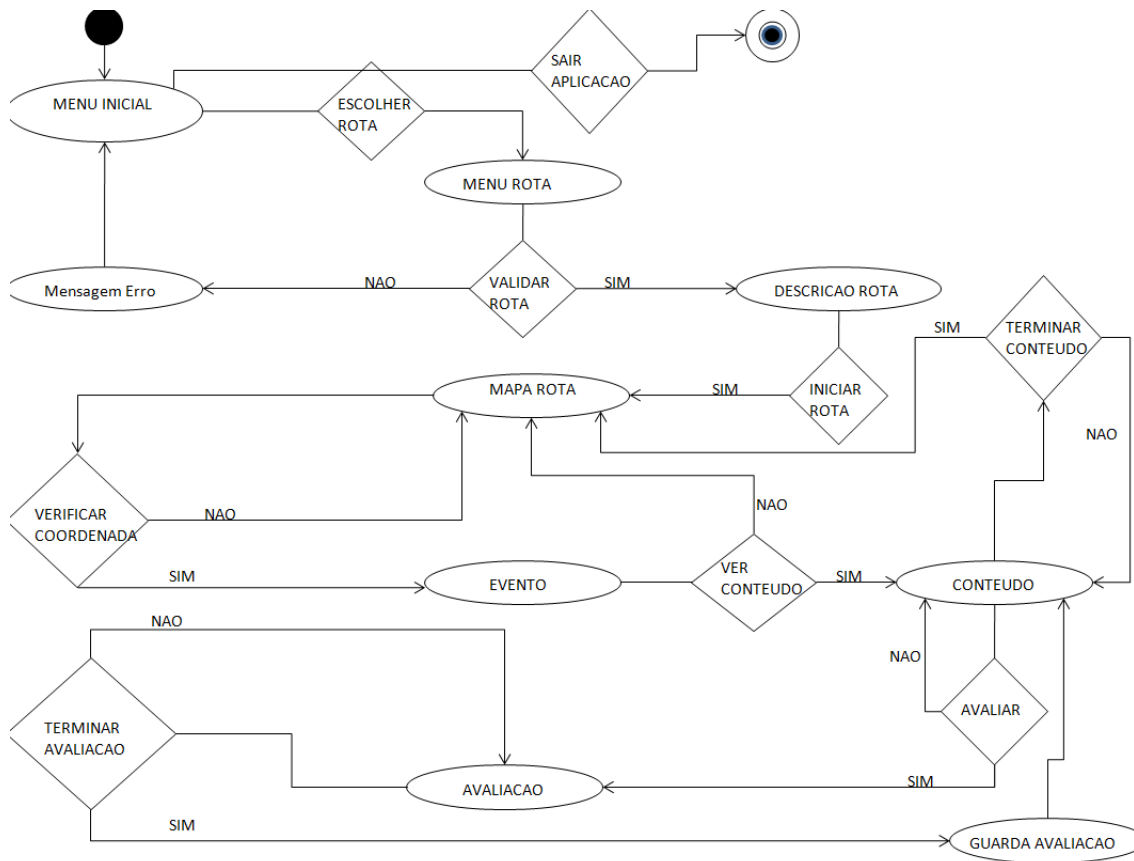 SAIR
APLICACAO
MENU INICIAL
ESCOLHER
ROTA
MENU ROTA
Mensagem Erro
NAO
VALIDAR
ROTA
SIM
DESCRICAO ROTA
SIM
TERMINAR
CONTEUDO
MAPA ROTA
SIM
INICIAR
ROTA
NAO
VERIFICAR
COORDENADA
NAO
NAO
SIM
EVENTO
VER
CONTEUDO
SIM
CONTEUDO
NAO
NAO
AVALIAR
TERMINAR
AVALIACAO
AVALIACAO
SIM
SIM
GUARDA AVALIACAO